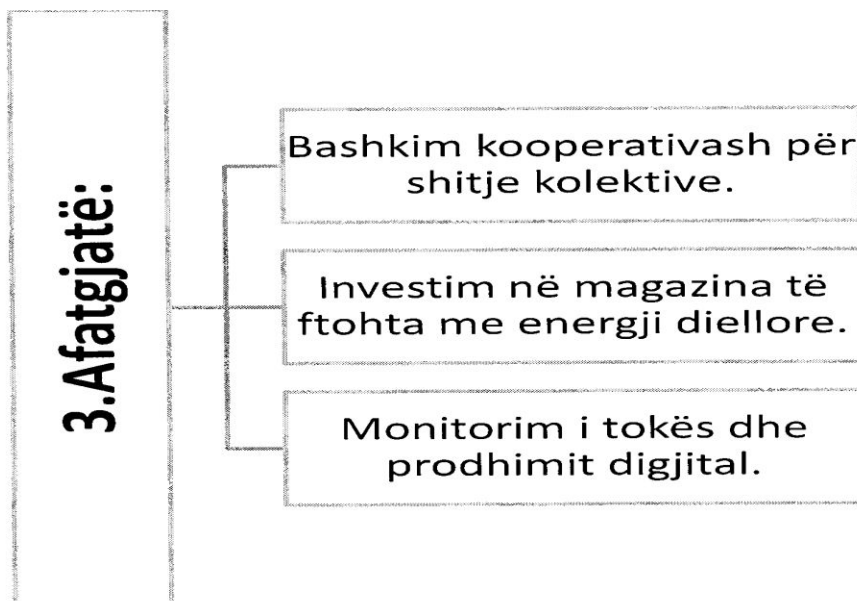 3.Afatgjatë:
Bashkim kooperativash për
shitje kolektive.
Investim në magazina të
ftohta me energji diellore.
Monitorim i tokës dhe
prodhimit digjital.